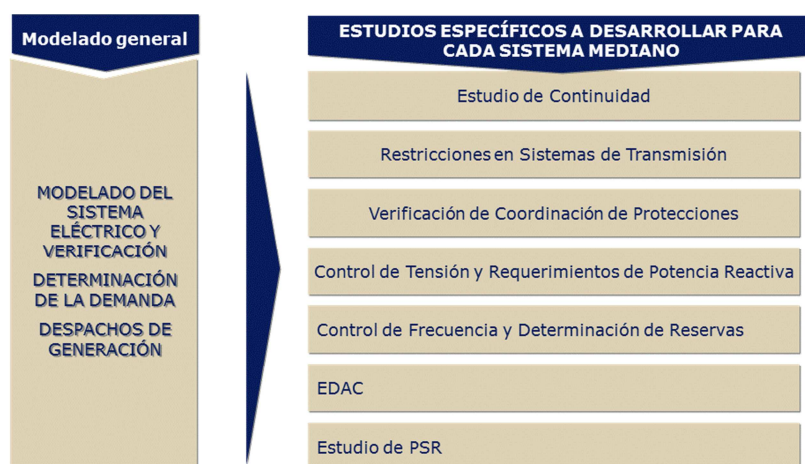 Modelado general
MODELADO DEL
SISTEMA
ELÉCTRICO Y
VERIFICACIÓN
DETERMINACIÓN
DE LA DEMANDA
DESPACHOS DE
GENERACIÓN
ESTUDIOS ESPECÍFICOS A DESARROLLAR PARA
CADA SISTEMA MEDIANO
Estudio de Continuidad
Restricciones en Sistemas de Transmisión
Verificación de Coordinación de Protecciones
Control de Tensión y Requerimientos de Potencia Reactiva
Control de Frecuencia y Determinación de Reservas
EDAC
Estudio de PSR